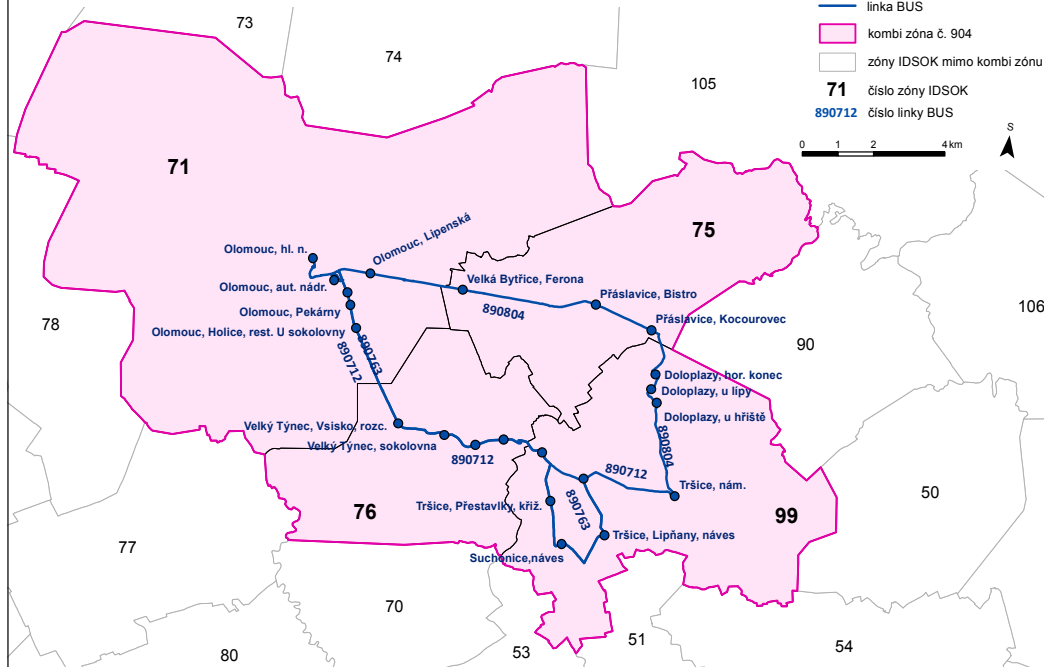 linka BUS
kombi zóna č. 904
zóny IDSOK mimo kombi zónu
71 číslo zóny IDSOK
890712 číslo linky BUS
0 1 2 4 km
S
73
74
105
71
75
Olomouc, hl. n.
Olomouc, Lipenská
Olomouc, aut. nádr.
Velká Bytřice, Ferona
Přáslavice, Bistro
890804
Olomouc, Pekárny
Přáslavice, Kocourovec
106
78
Olomouc, Holice, rest. U sokolovny
90
890712
890763
Doloplazy, hor. konec
Doloplazy, u lípy
Doloplazy, u hřiště
Velký Týnec, Vsisko, rozc.
Velký Týnec, sokolovna
890712
890804
890712
Tršice, nám.
50
Tršice, Přestavlky, křiž.
890763
76
99
Tršice, Lipňany, náves
77
Suchonice,náves
70
80
53
51
54